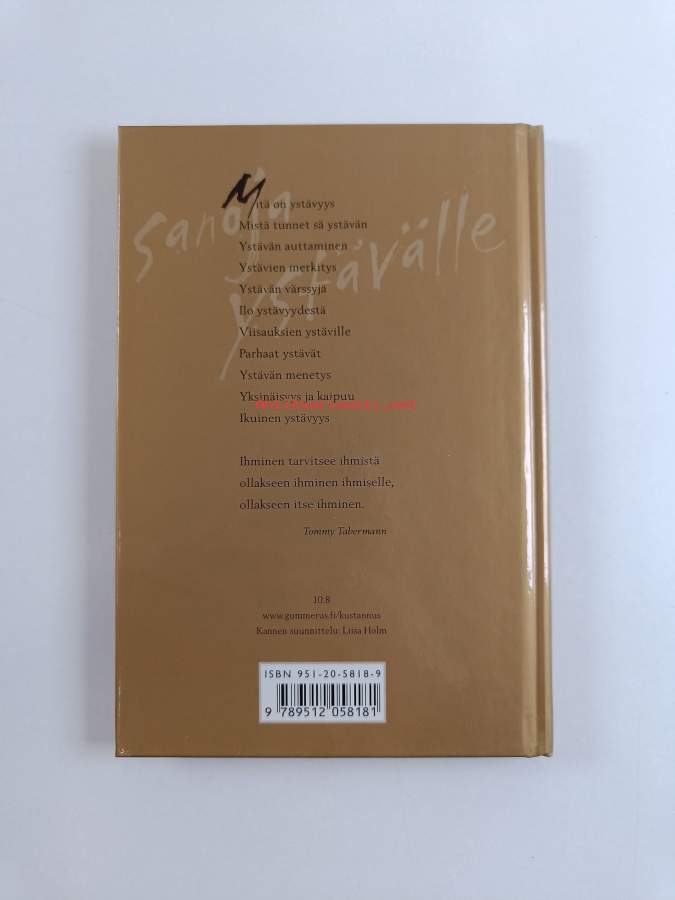 sanoja
ystävälle
Mitä on ystävyys
Mistä tunnet sä ystävän
Ystävän auttaminen
Ystävien merkitys
Ystävän värssyjä
Ilo ystävyydestä
Viisauksien ystäville
Parhaat ystävät
Ystävän menetys
Yksinäisyys ja kaipuu
Ikuinen ystävyys
Ihminen tarvitsee ihmistä
ollakseen ihminen ihmiselle,
ollakseen itse ihminen.
Tommy Tabermann
10.8
www.gummerus.fi/kustannus
Kannen suunnittelu: Liisa Holm
ISBN 951-20-5818-9
9 789512 058181